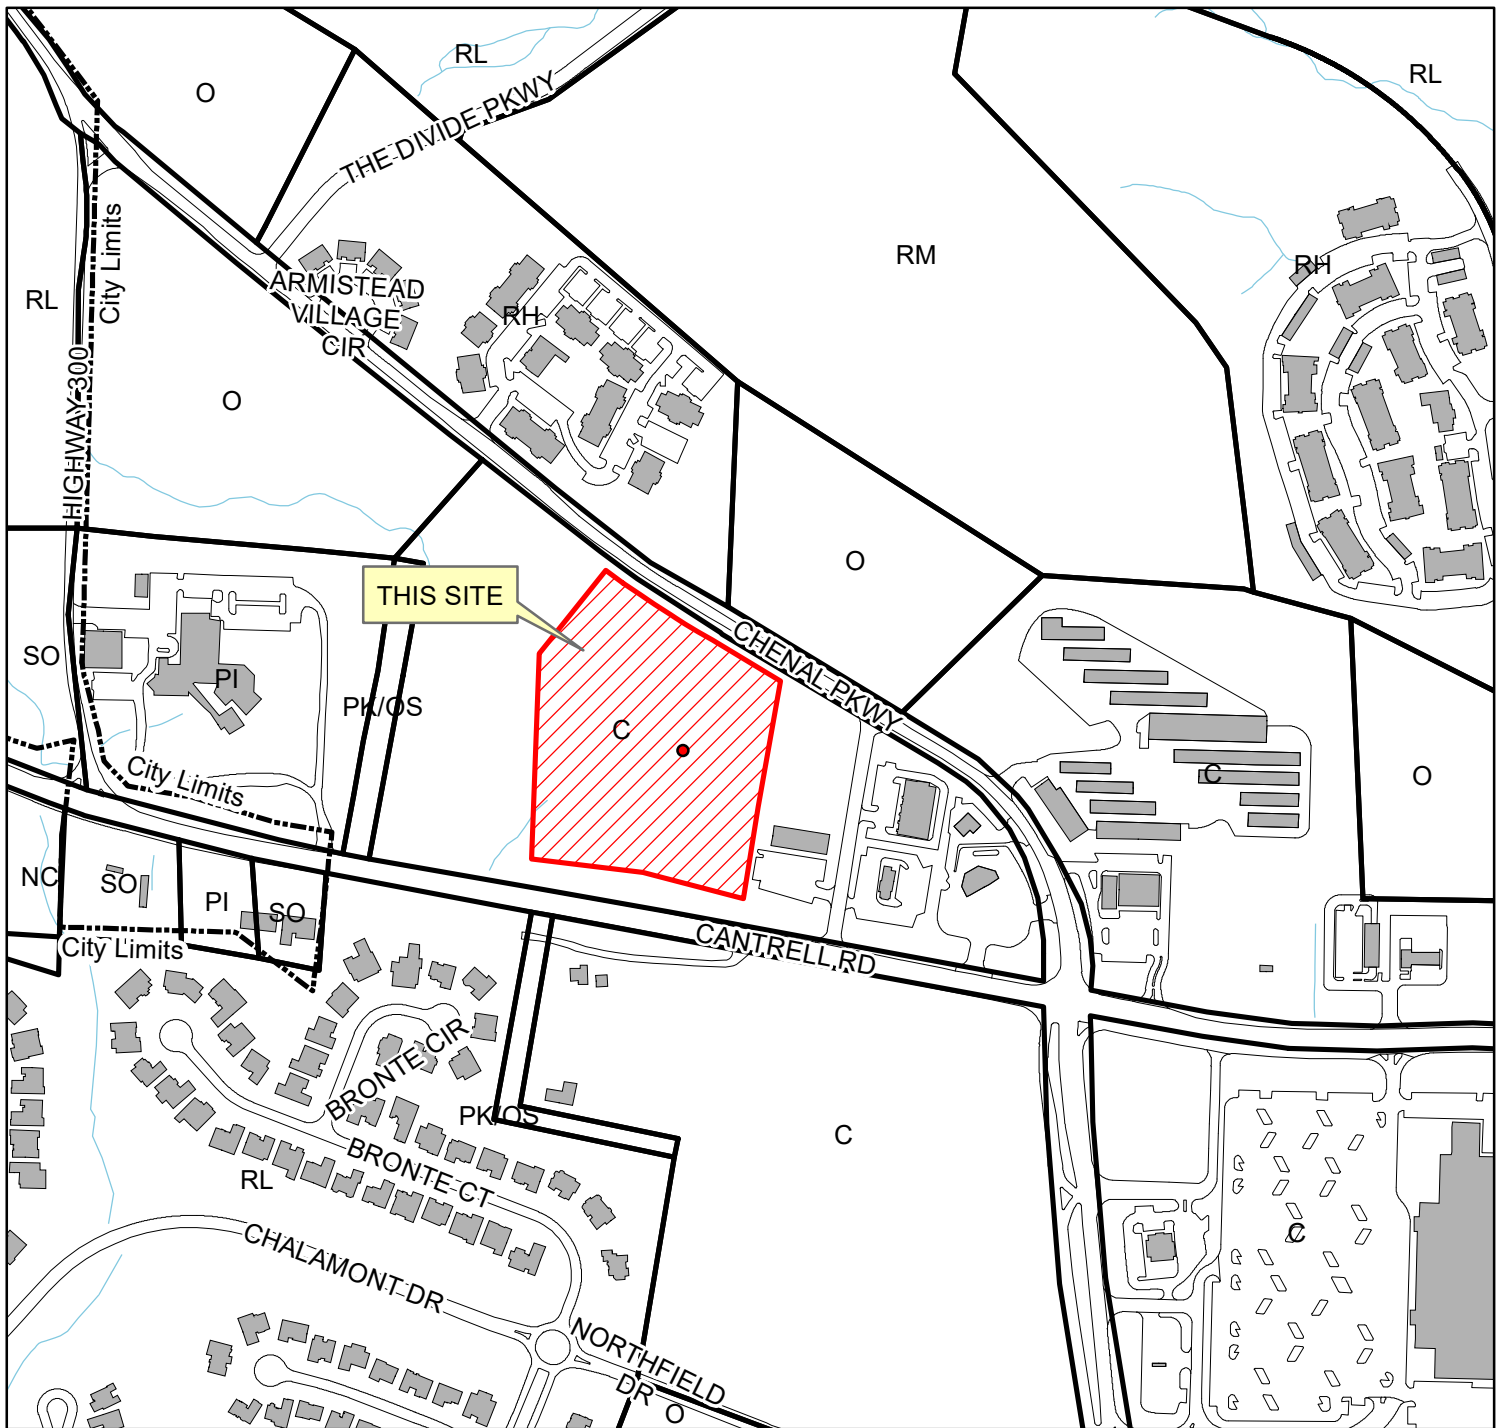 RL
RL
O
THE DIVIDE PKWY
City Limits
RM
RH
ARMISTEAD
VILLAGE
CIR
RL
RH
HIGHWAY 300
O
O
THIS SITE
CHENAL PKWY
SO
PI
PK/OS
C
City Limits
C
O
NC
SO
PI
SO
City Limits
CANTRELL RD
BRONTE CIR
PK/OS
C
BRONTE CT
RL
CHALAMONT DR
C
NORTHFIELD
DR
O